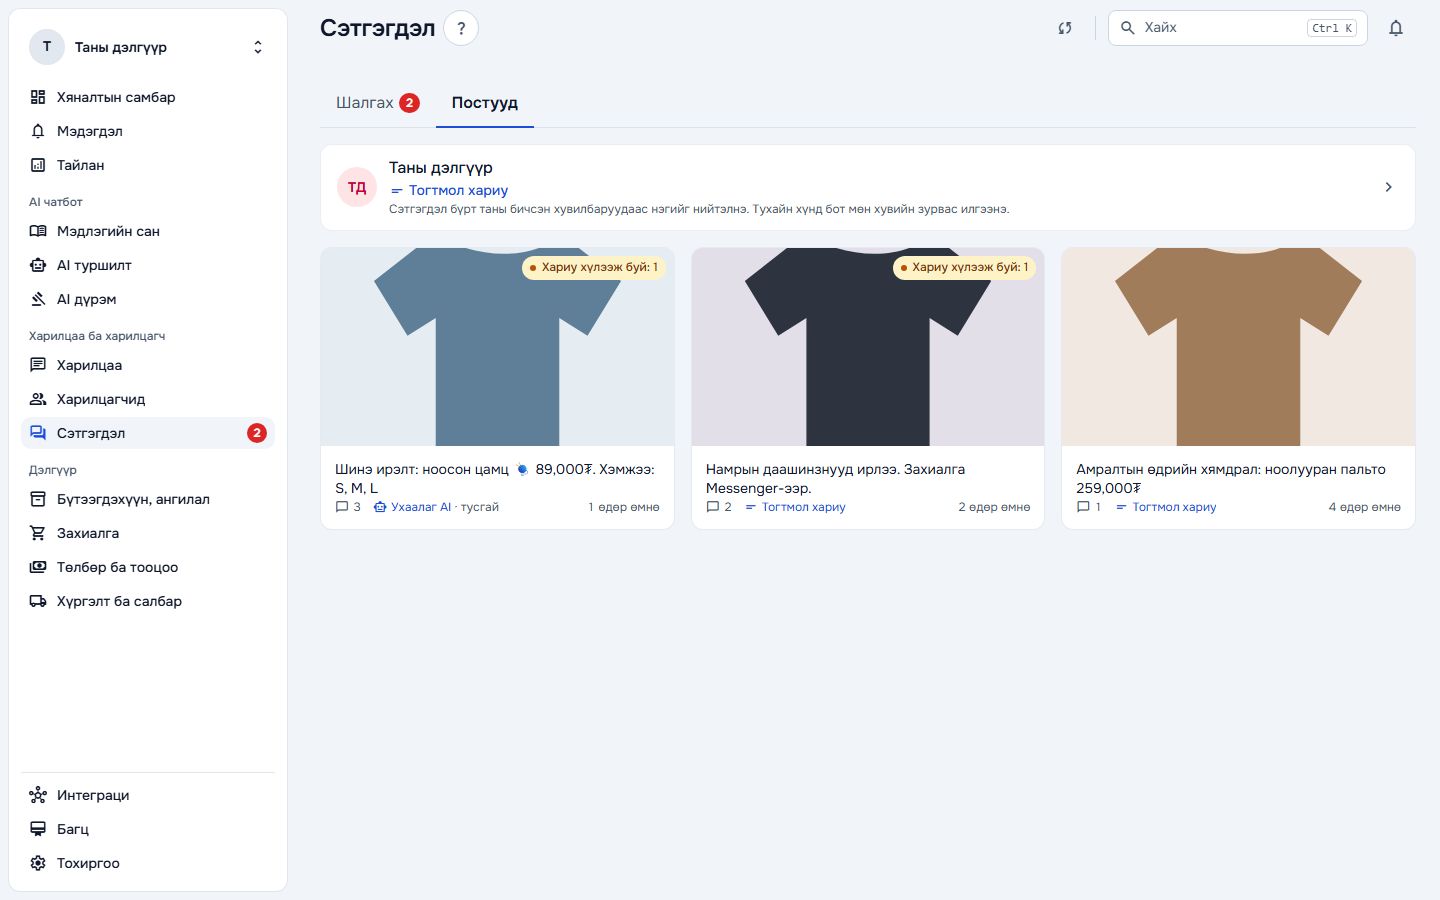 Т
Таны дэлгүүр
Хяналтын самбар
Мэдэгдэл
Тайлан
AI чатбот
Мэдлэгийн сан
AI туршилт
AI дүрэм
Харилцаа ба харилцагч
Харилцаа
Харилцагчид
Сэтгэгдэл 2
Дэлгүүр
Бүтээгдэхүүн, ангилал
Захиалга
Төлбөр ба тооцоо
Хүргэлт ба салбар
Интеграци
Багц
Тохиргоо
Сэтгэгдэл ?
Хайх Ctrl K
Шалгах 2 Постууд
ТД
Таны дэлгүүр
Тогтмол хариу
Сэтгэгдэл бүрт таны бичсэн хувилбаруудаас нэгийг нийтэлнэ. Тухайн хүнд бот мөн хувийн зурвас илгээнэ.
Хариу хүлээж буй: 1
Шинэ ирэлт: ноосон цамц 🧶 89,000₮. Хэмжээ:
S, M, L
3 Ухаалаг AI · тусгай 1 өдөр өмнө
Хариу хүлээж буй: 1
Намрын даашинзнууд ирлээ. Захиалга
Messenger-ээр.
2 Тогтмол хариу 2 өдөр өмнө
Амралтын өдрийн хямдрал: ноолууран пальто
259,000₮
1 Тогтмол хариу 4 өдөр өмнө